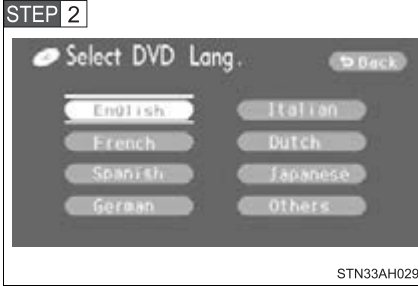 STEP 2
Select DVD Lang.
Back
English
Italian
French
Dutch
Spanish
Japanese
German
Others
STN33AH029